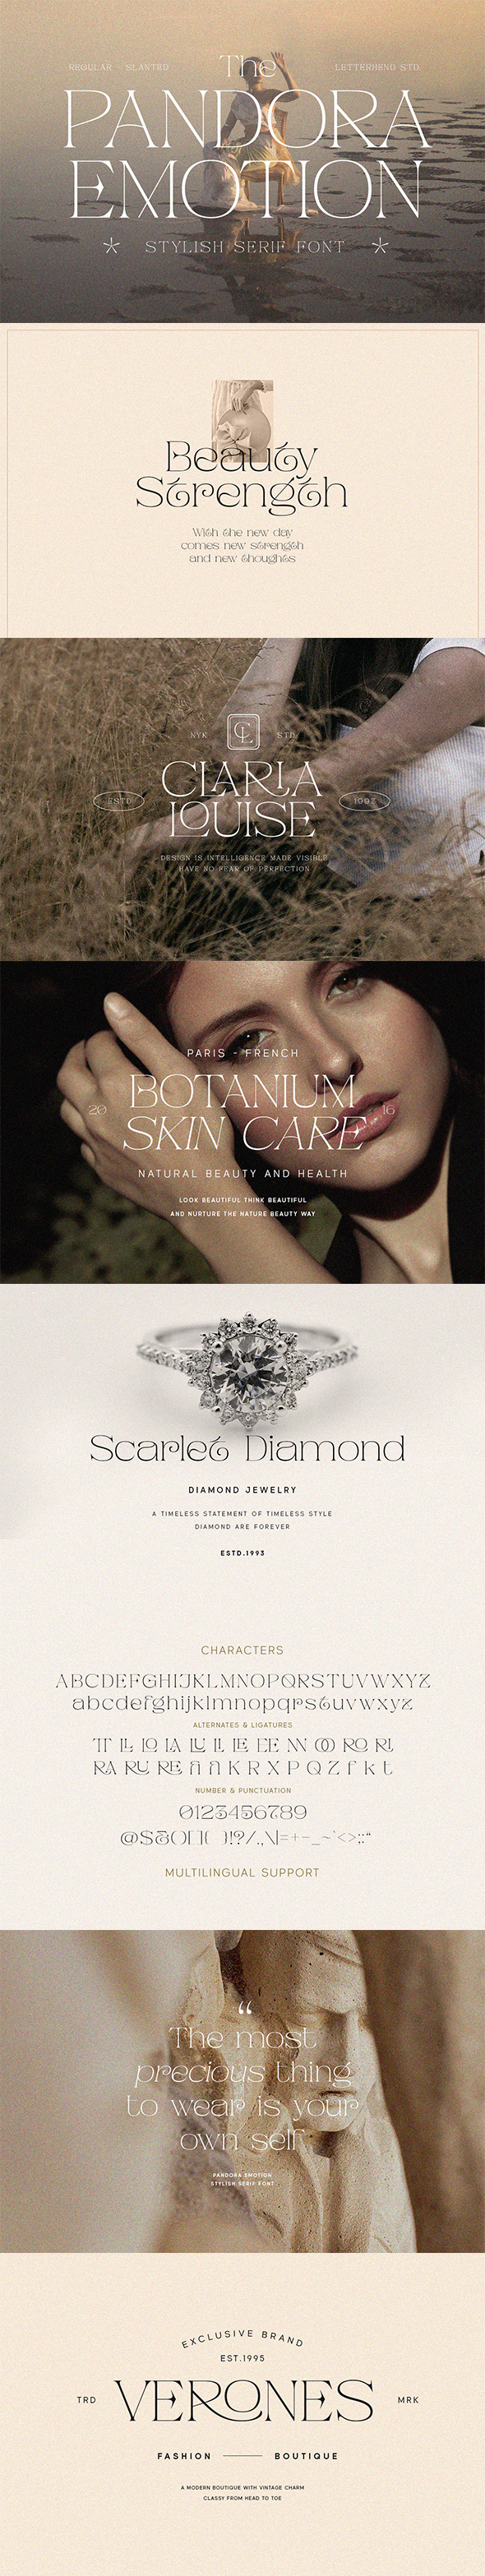 The
REGULAR - SLANTED
LETTERHEND STD.
PANDORA
EMOTION
STYLISH SERIF FONT
Beauty
Strength
With the new day
comes new strength
and new thoughts
NYK
CL
STD
CLARLA
LOUISE
ESTD
1993
DESIGN IS INTELLIGENCE MADE VISIBLE
HAVE NO FEAR OF PERFECTION
PARIS - FRENCH
BOTANIUM
20
16
SKIN CARE
NATURAL BEAUTY AND HEALTH
LOOK BEAUTIFUL THINK BEAUTIFUL
AND NURTURE THE NATURE BEAUTY WAY
Scarlet Diamond
DIAMOND JEWELRY
A TIMELESS STATEMENT OF TIMELESS STYLE
DIAMOND ARE FOREVER
ESTD.1993
CHARACTERS
ABCDEFGHIJKLMNOPQRSTUVWXYZ
abcdefghijklmnopqrstuvwxyz
ALTERNATES & LIGATURES
RA RU RE
K R X P Q Z f k t
NUMBER & PUNCTUATION
0123456789
MULTILINGUAL SUPPORT
“
The most
precious thing
to wear is your
own self
PANDORA EMOTION
STYLISH SERIF FONT
EXCLUSIVE BRAND
EST.1995
TRD
VERONES
MRK
FASHION
BOUTIQUE
A MODERN BOUTIQUE WITH VINTAGE CHARM
CLASSY FROM HEAD TO TOE